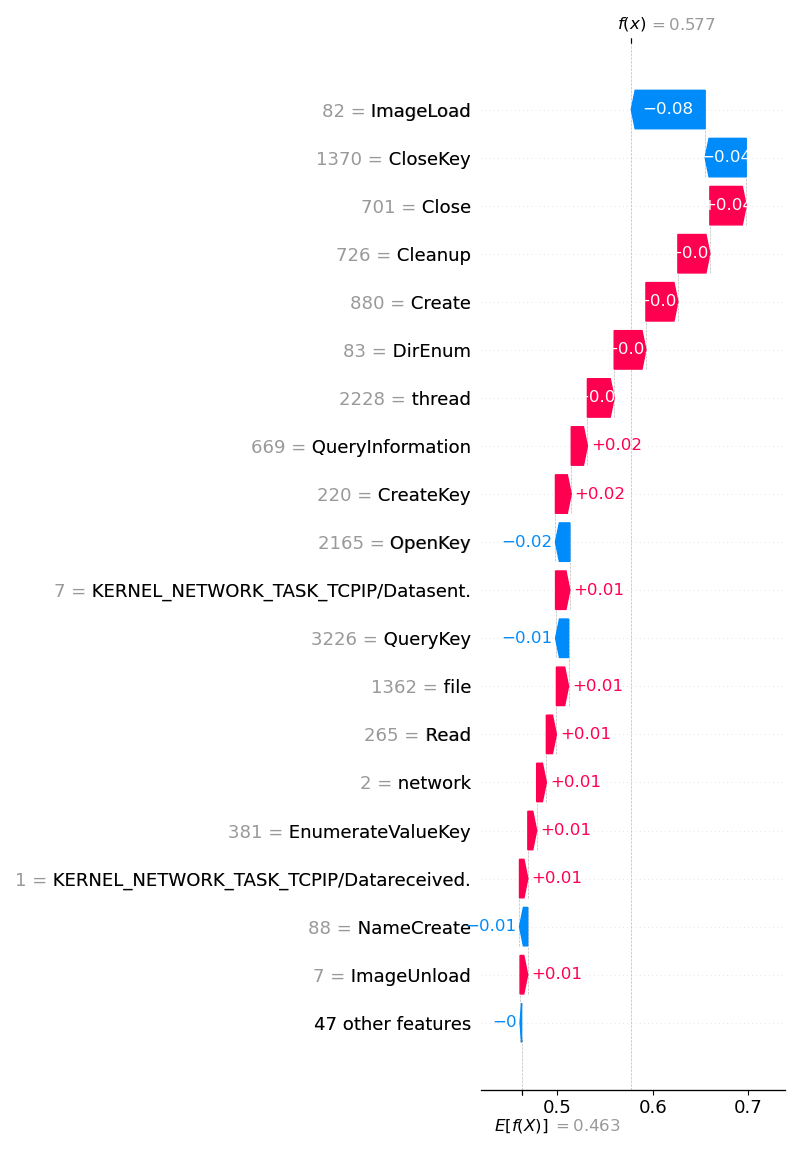 f(x) = 0.577
82 = ImageLoad −0.08
1370 = CloseKey −0.04
701 = Close +0.04
726 = Cleanup
880 = Create
83 = DirEnum
2228 = thread
669 = QueryInformation +0.02
220 = CreateKey +0.02
2165 = OpenKey −0.02
7 = KERNEL_NETWORK_TASK_TCPIP/Datasent. +0.01
3226 = QueryKey −0.01
1362 = file +0.01
265 = Read +0.01
2 = network +0.01
381 = EnumerateValueKey +0.01
1 = KERNEL_NETWORK_TASK_TCPIP/Datareceived. +0.01
88 = NameCreate −0.01
7 = ImageUnload +0.01
47 other features −0
0.5 0.6 0.7
E[f(X)] = 0.463